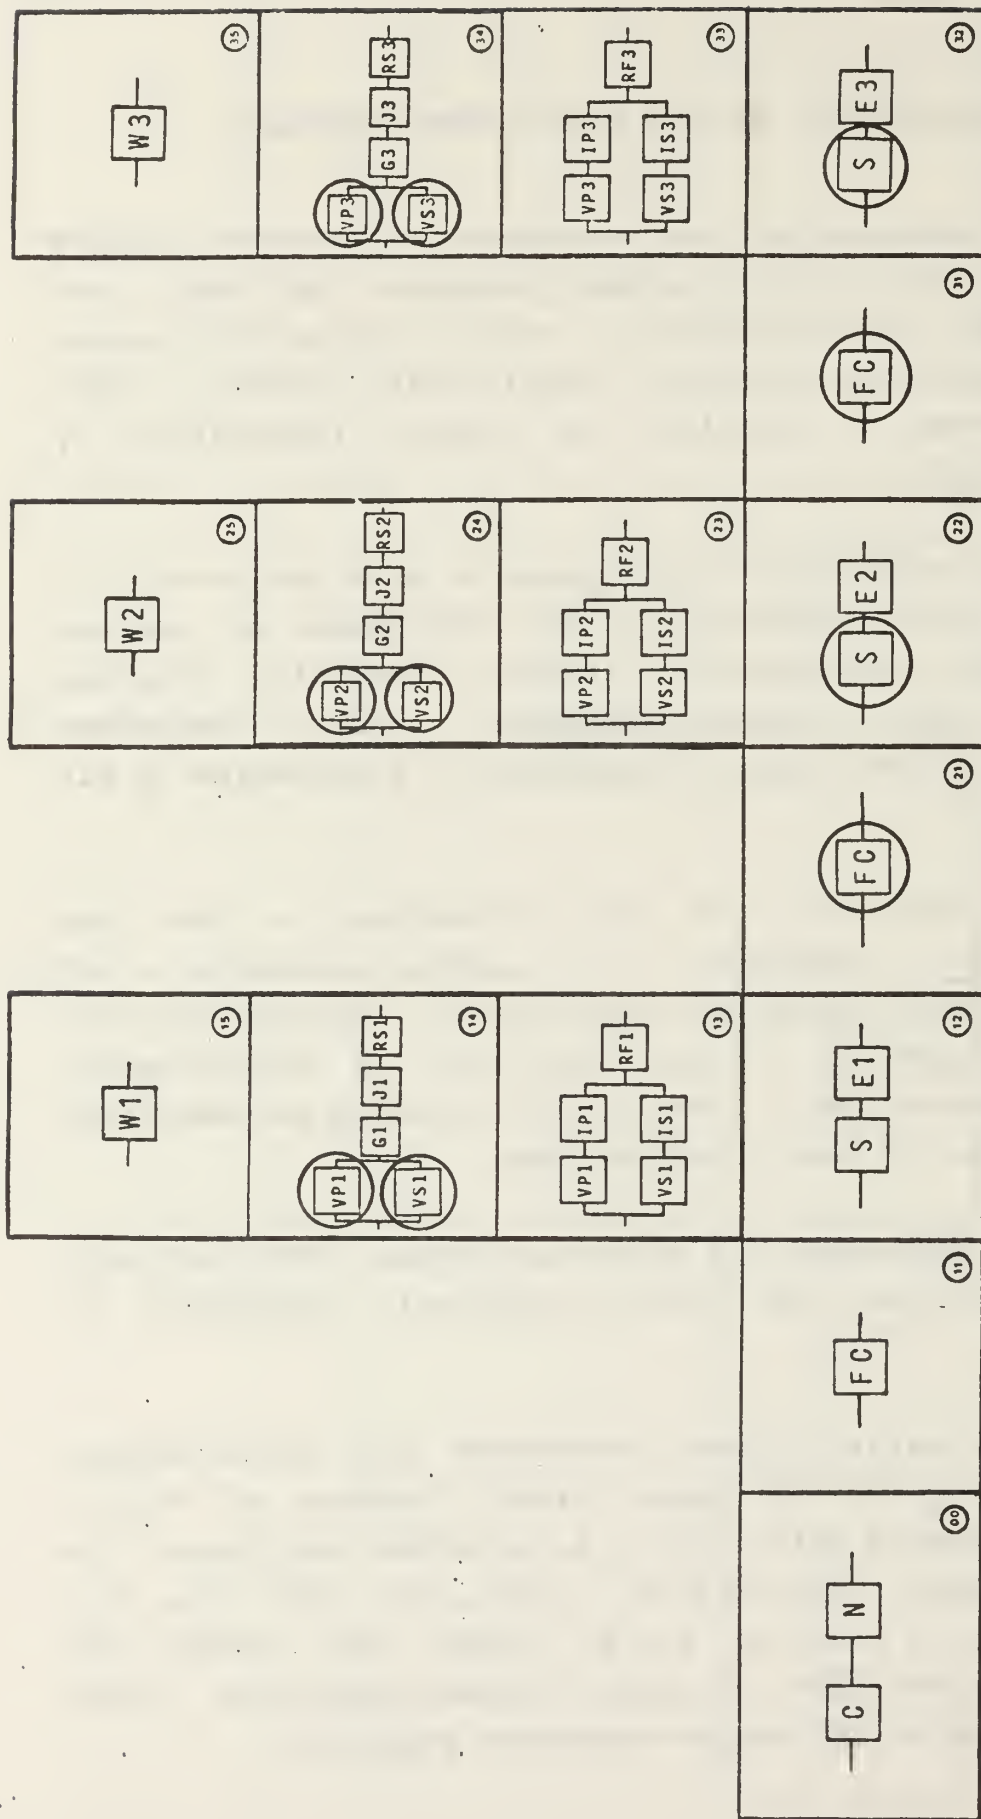 W1 W2 W3
15 25 35
VP1 VP2 VP3
G1 J1 RS1 G2 J2 RS2 G3 J3 RS3
VS1 VS2 VS3
14 24 34
VP1 IP1 VP2 IP2 VP3 IP3
RF1 RF2 RF3
VS1 IS1 VS2 IS2 VS3 IS3
13 23 33
C N FC S E1 FC S E2 FC S E3
00 11 12 21 22 31 32